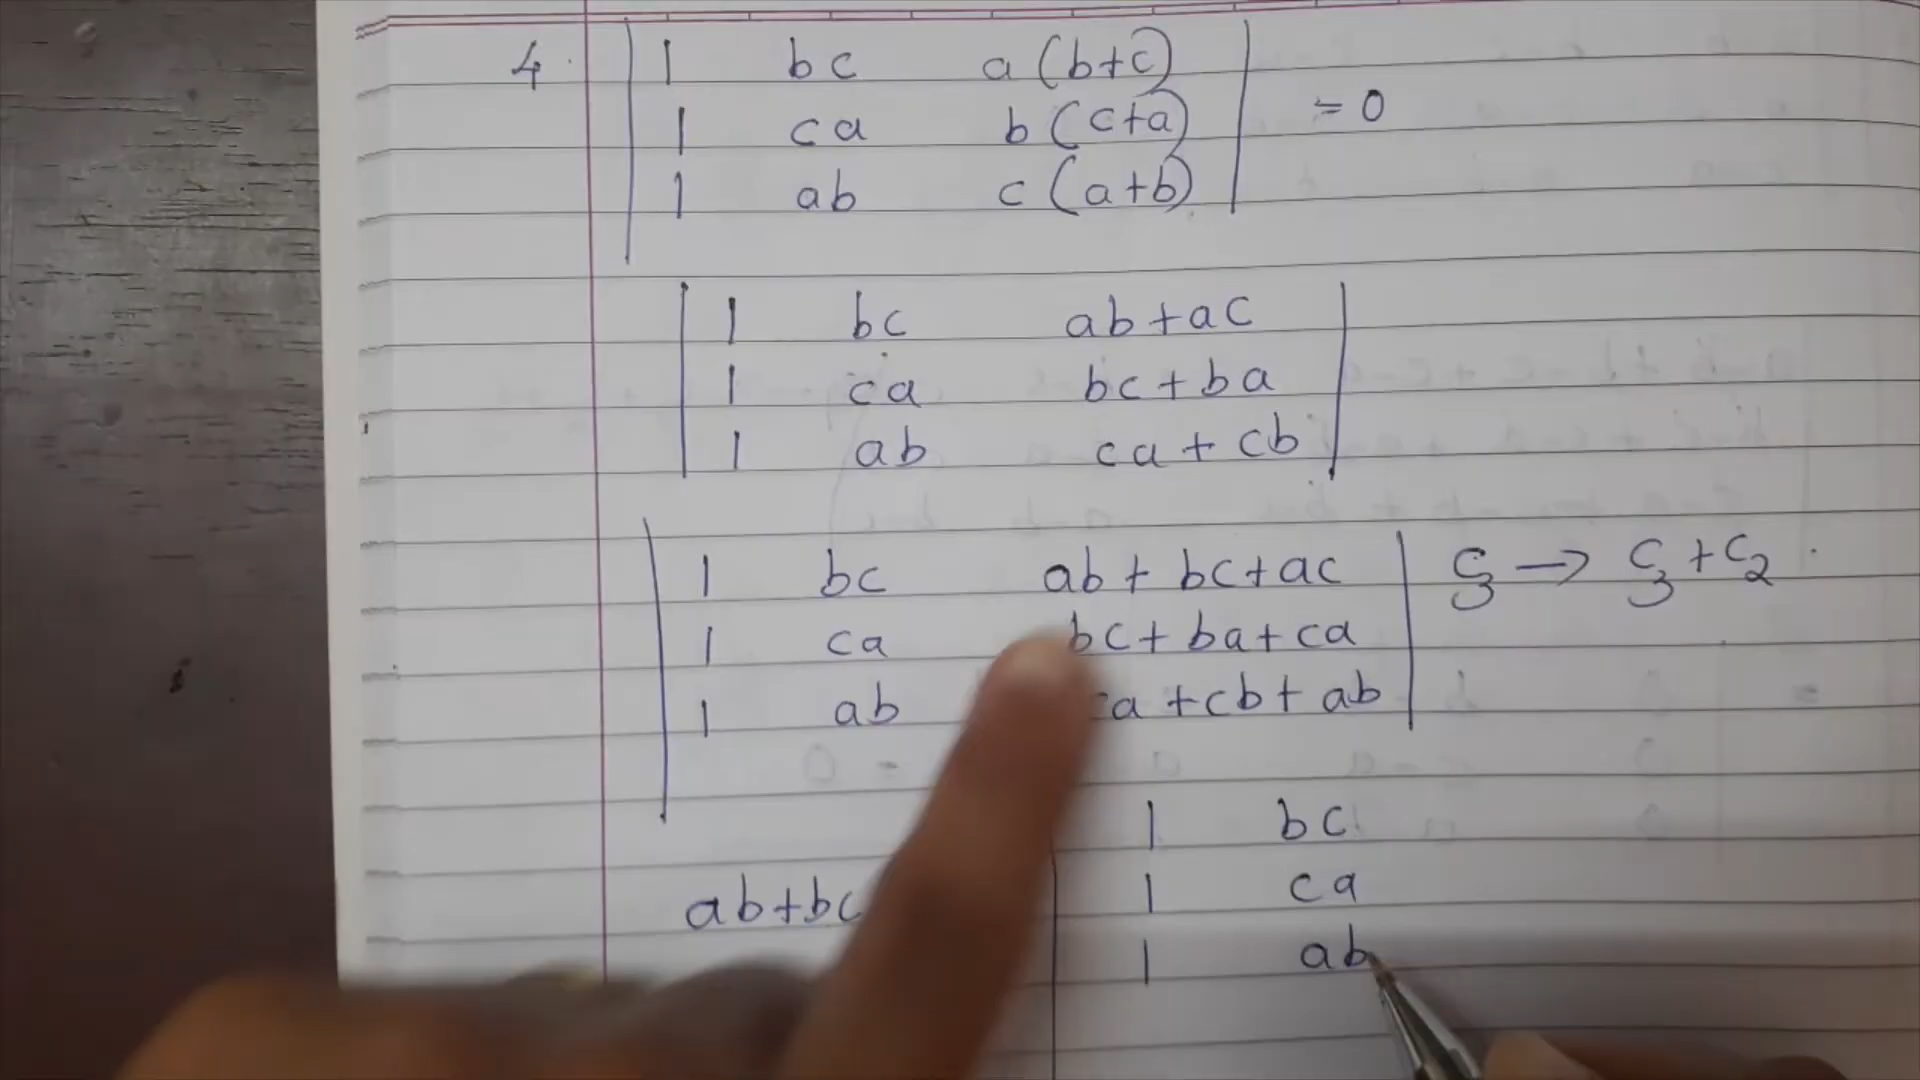 4. 1 bc a(b+c)
1 ca b(c+a) = 0
1 ab c(a+b)
1 bc ab+ac
1 ca bc+ba
1 ab ca+cb
1 bc ab+bc+ac C3 → C3+C2
1 ca bc+ba+ca
1 ab ca+cb+ab
1 bc
ab+bc 1 ca
1 ab